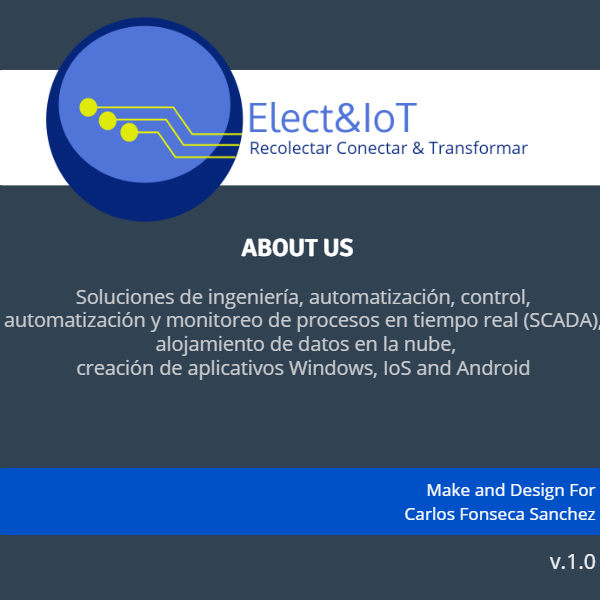 Elect&IoT
Recolectar Conectar & Transformar
ABOUT US
Soluciones de ingeniería, automatización, control,
automatización y monitoreo de procesos en tiempo real (SCADA),
alojamiento de datos en la nube,
creación de aplicativos Windows, IoS and Android
Make and Design For
Carlos Fonseca Sanchez
v.1.0